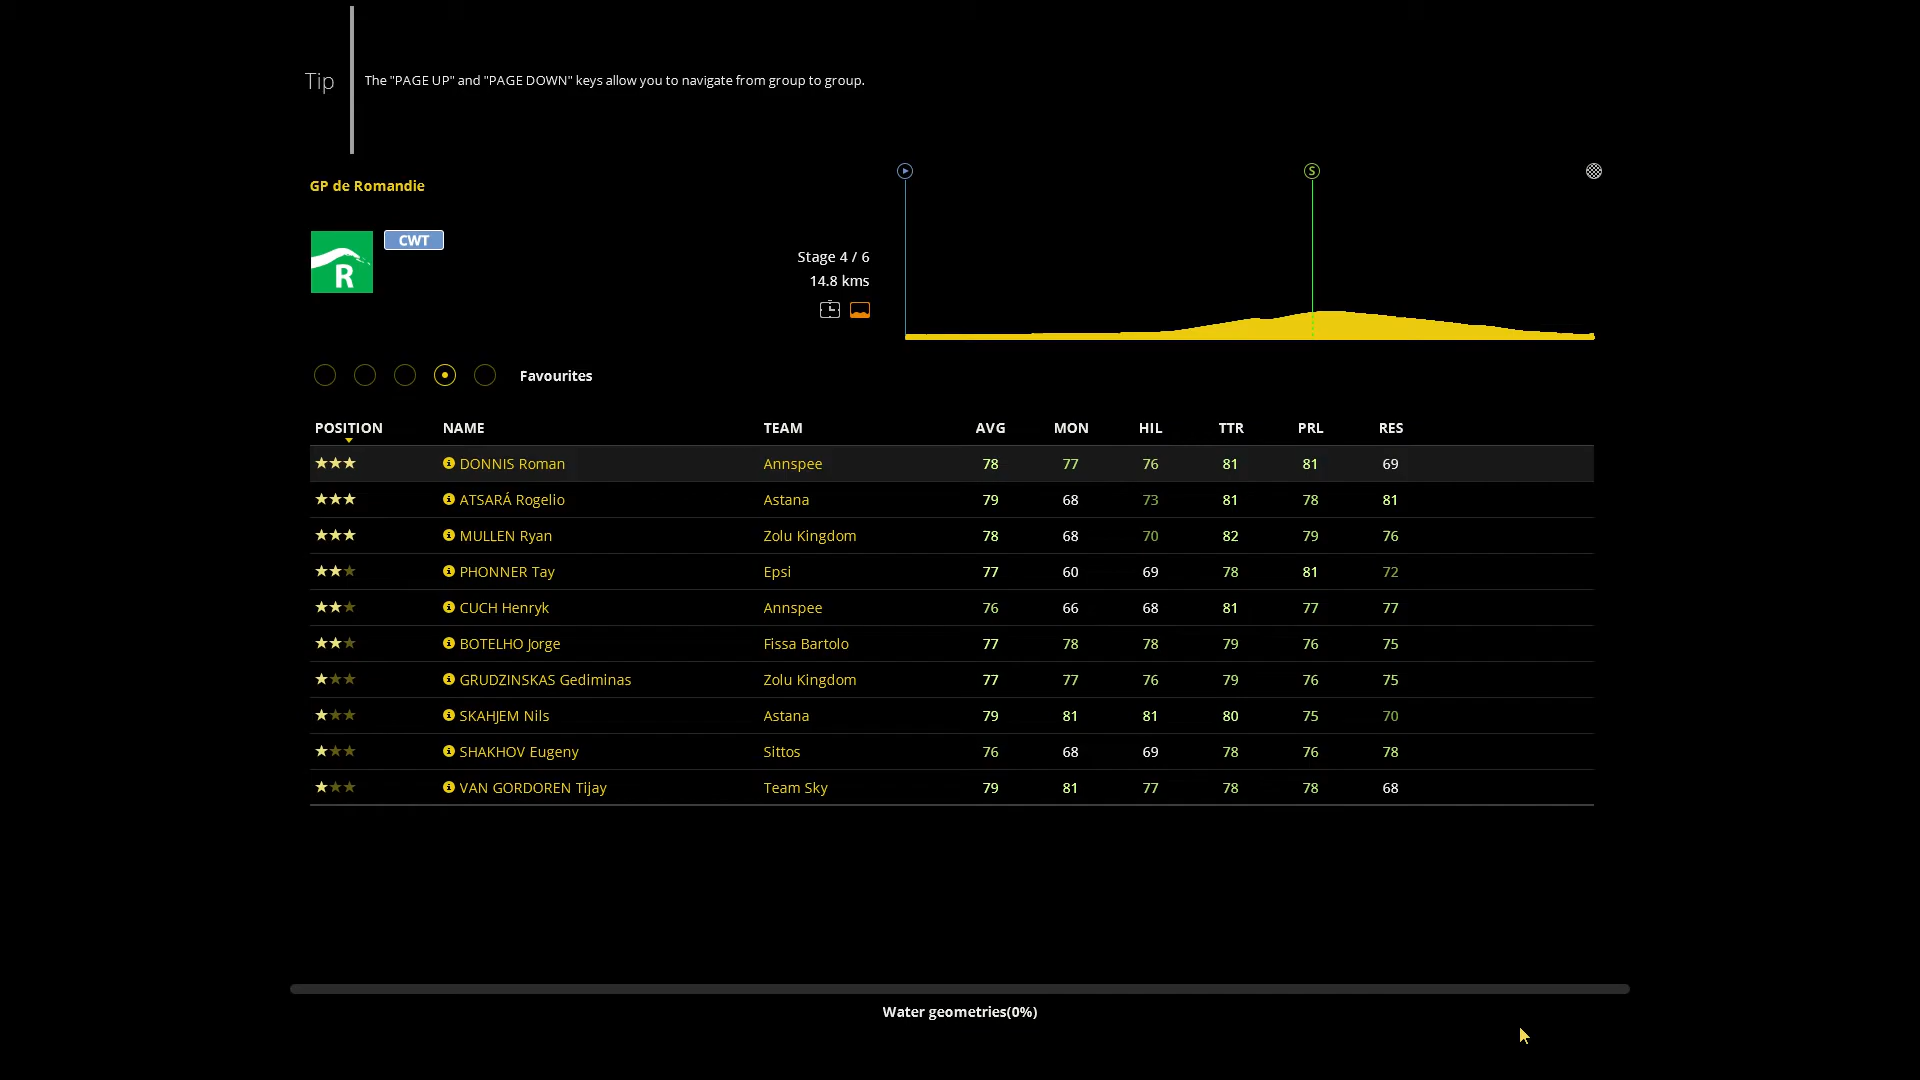 Tip
The "PAGE UP" and "PAGE DOWN" keys allow you to navigate from group to group.
GP de Romandie
R
CWT
Stage 4 / 6
14.8 kms
S
Favourites
POSITION NAME TEAM AVG MON HIL TTR PRL RES
DONNIS Roman Annspee 78 77 76 81 81 69
ATSARÁ Rogelio Astana 79 68 73 81 78 81
MULLEN Ryan Zolu Kingdom 78 68 70 82 79 76
PHONNER Tay Epsi 77 60 69 78 81 72
CUCH Henryk Annspee 76 66 68 81 77 77
BOTELHO Jorge Fissa Bartolo 77 78 78 79 76 75
GRUDZINSKAS Gediminas Zolu Kingdom 77 77 76 79 76 75
SKAHJEM Nils Astana 79 81 81 80 75 70
SHAKHOV Eugeny Sittos 76 68 69 78 76 78
VAN GORDOREN Tijay Team Sky 79 81 77 78 78 68
Water geometries(0%)